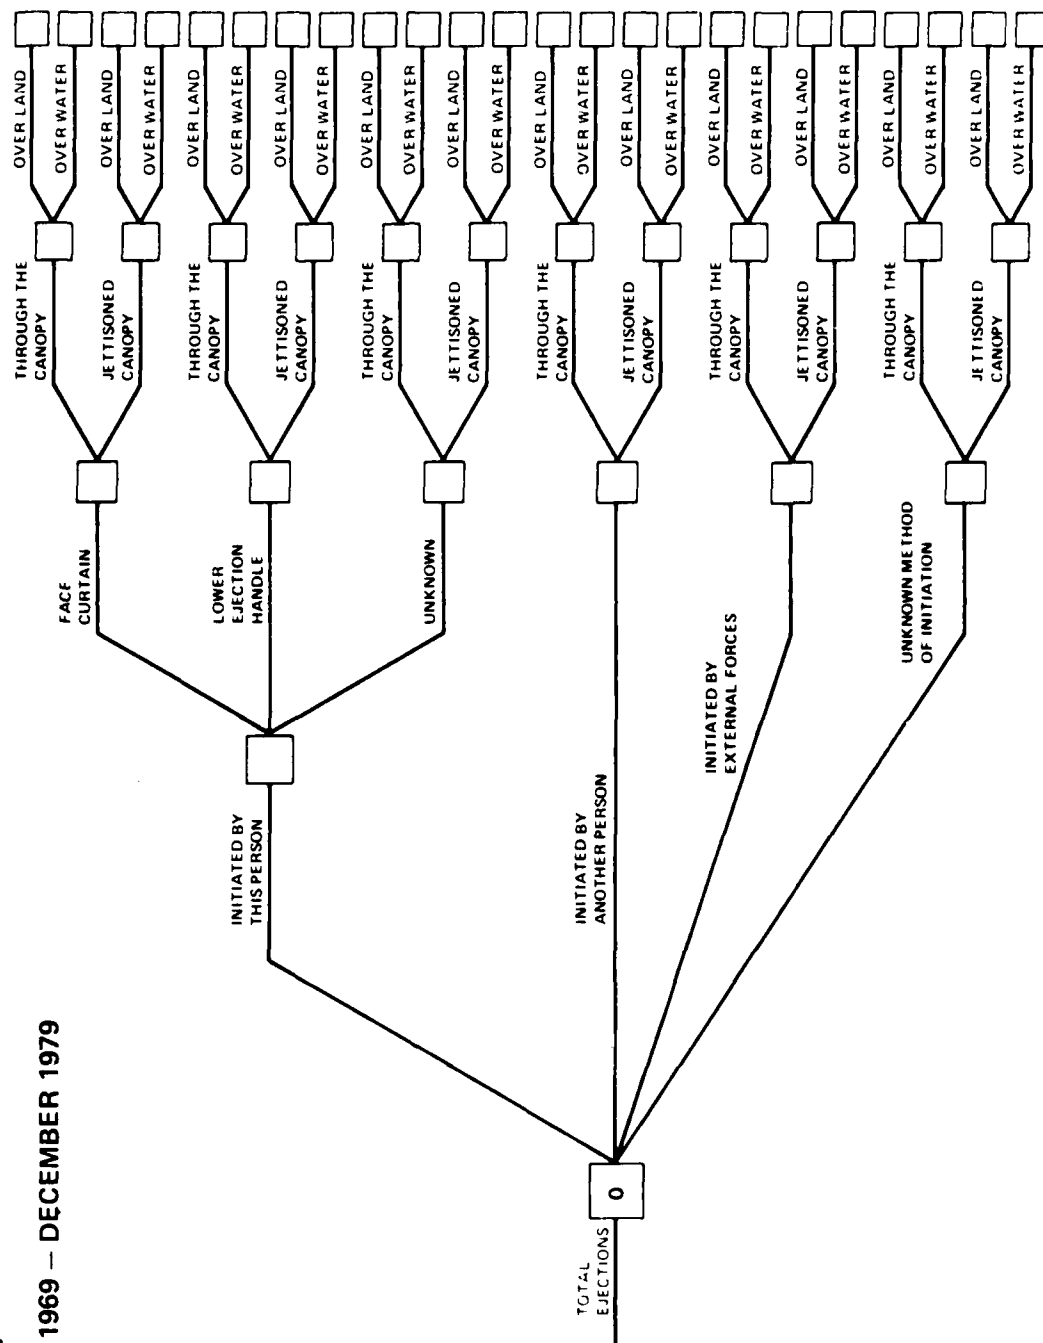 1969 — DECEMBER 1979
TOTAL
EJECTIONS
0
INITIATED BY
THIS PERSON
INITIATED BY
ANOTHER PERSON
INITIATED BY
EXTERNAL FORCES
UNKNOWN METHOD
OF INITIATION
FACE
CURTAIN
LOWER
EJECTION
HANDLE
UNKNOWN
THROUGH THE
CANOPY
JETTISONED
CANOPY
THROUGH THE
CANOPY
JETTISONED
CANOPY
THROUGH THE
CANOPY
JETTISONED
CANOPY
THROUGH THE
CANOPY
JETTISONED
CANOPY
THROUGH THE
CANOPY
JETTISONED
CANOPY
THROUGH THE
CANOPY
JETTISONED
CANOPY
OVER LAND
OVER WATER
OVER LAND
OVER WATER
OVER LAND
OVER WATER
OVER LAND
OVER WATER
OVER LAND
OVER WATER
OVER LAND
OVER WATER
OVER LAND
OVER WATER
OVER LAND
OVER WATER
OVER LAND
OVER WATER
OVER LAND
OVER WATER
OVER LAND
OVER WATER
OVER LAND
OVER WATER